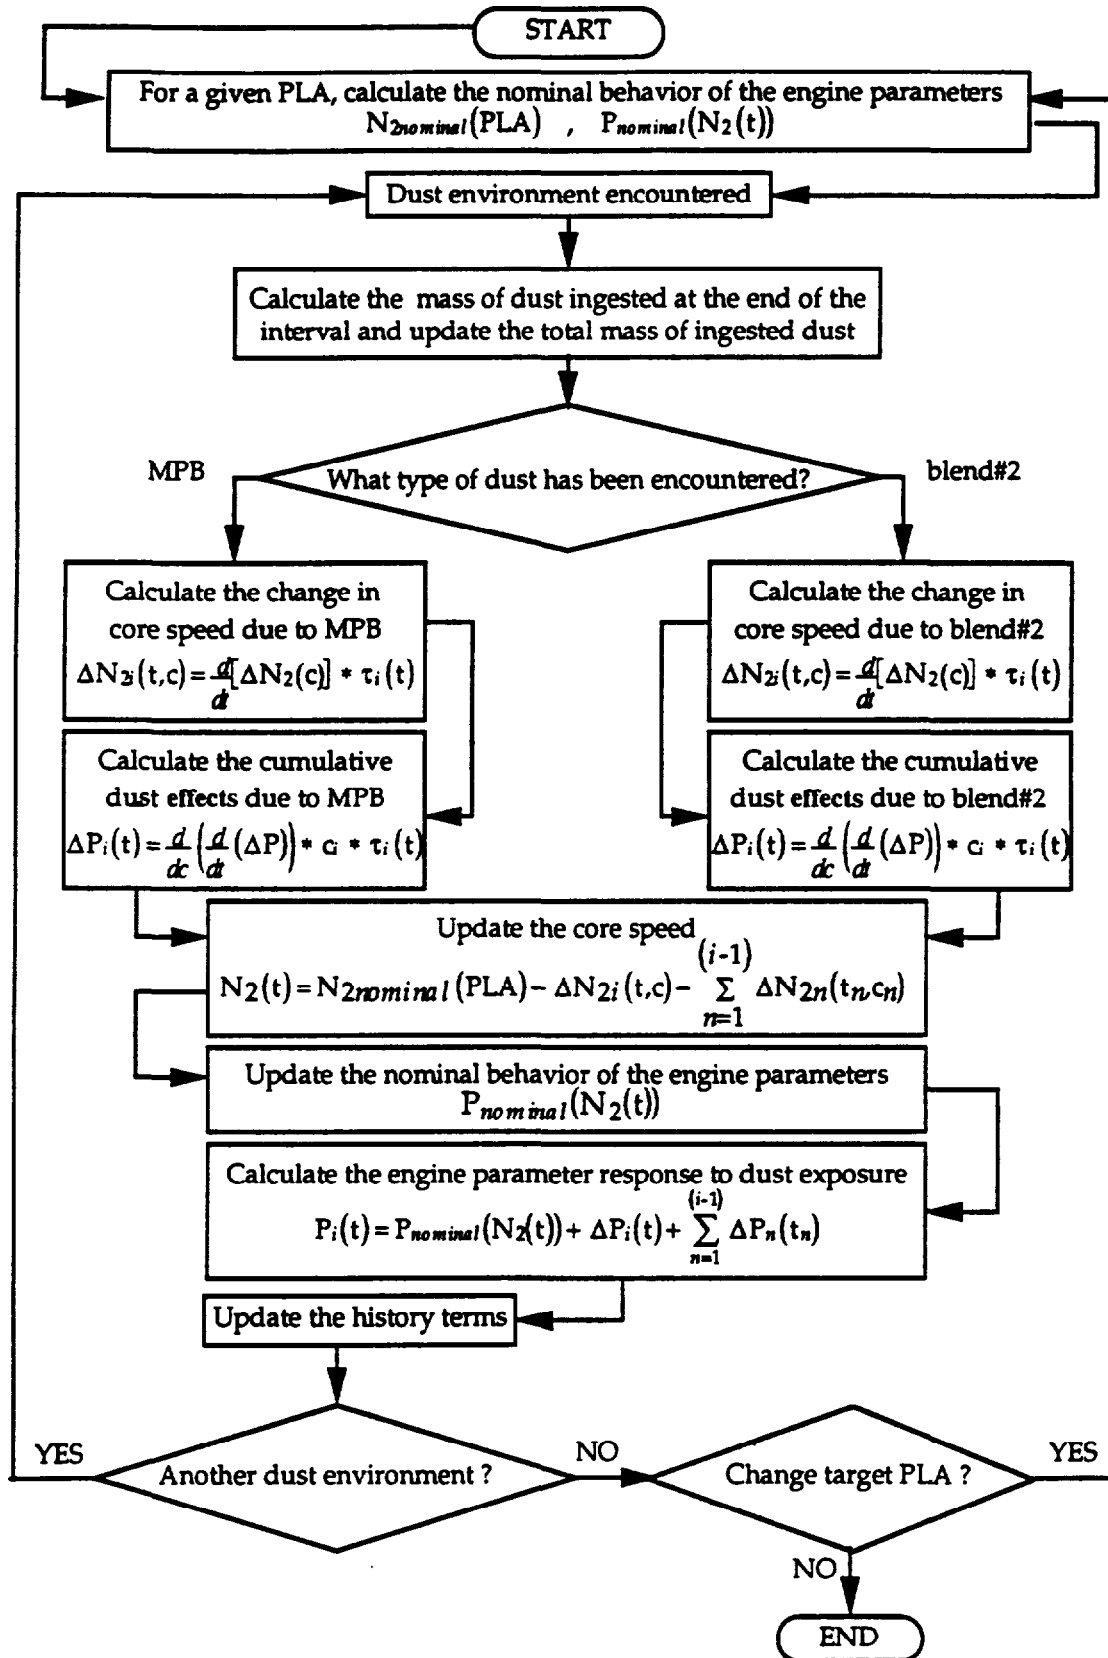 START
For a given PLA, calculate the nominal behavior of the engine parameters
N2nominal(PLA) , Pnominal(N2(t))
Dust environment encountered
Calculate the mass of dust ingested at the end of the
interval and update the total mass of ingested dust
MPB
What type of dust has been encountered?
blend#2
Calculate the change in
core speed due to MPB
ΔN2i(t,c)=d/dt[ΔN2(c)] * τi(t)
Calculate the change in
core speed due to blend#2
ΔN2i(t,c)=d/dt[ΔN2(c)] * τi(t)
Calculate the cumulative
dust effects due to MPB
ΔPi(t)=d/dc(d/dt(ΔP)) * ci * τi(t)
Calculate the cumulative
dust effects due to blend#2
ΔPi(t)=d/dc(d/dt(ΔP)) * ci * τi(t)
Update the core speed
N2(t)=N2nominal(PLA)-ΔN2i(t,c)-Σ(i-1)n=1 ΔN2n(tn,cn)
Update the nominal behavior of the engine parameters
Pnominal(N2(t))
Calculate the engine parameter response to dust exposure
Pi(t)=Pnominal(N2(t))+ΔPi(t)+Σ(i-1)n=1 ΔPn(tn)
Update the history terms
YES
Another dust environment ?
NO
Change target PLA ?
YES
NO
END